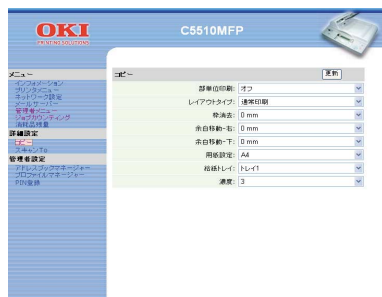 OKI
PRINTING SOLUTIONS
C5510MFP
メニュー
インフォメーション
プリンタメニュー
ネットワーク設定
メールサーバー
管理者メニュー
ジョブカウンティング
消耗品残量
詳細設定
コピー
スキャンTo
管理者設定
アドレスブックマネージャー
プロファイルマネージャー
PIN登録
コピー
更新
部単位印刷: オフ
レイアウトタイプ: 通常印刷
枠消去: 0 mm
余白移動-右: 0 mm
余白移動-下: 0 mm
用紙設定: A4
給紙トレイ: トレイ1
濃度: 3